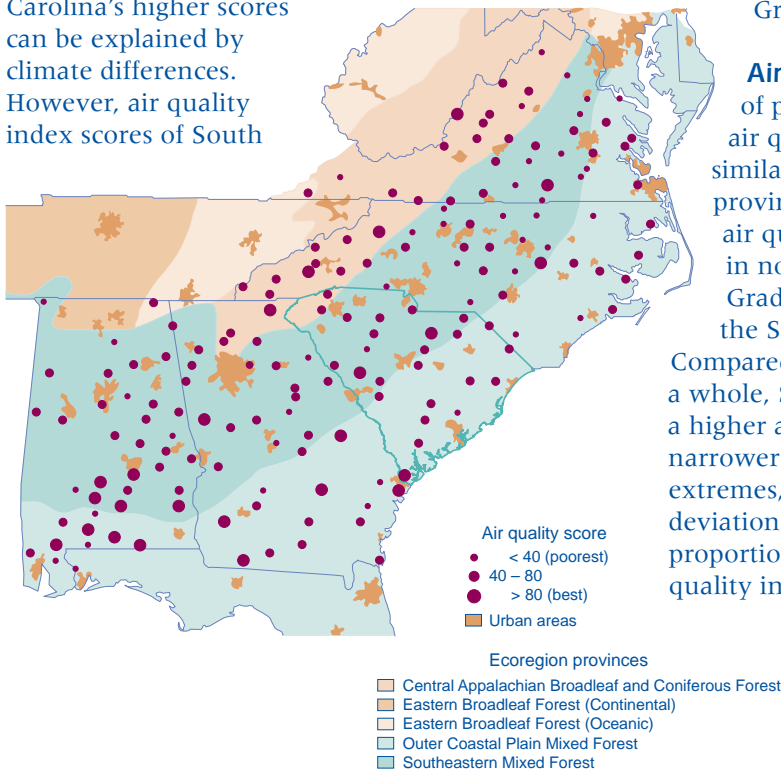 Carolina's higher scores
can be explained by
climate differences.
However, air quality
index scores of South
Gr
Air
of p
air q
simila
provin
air qu
in no
Grad
the S
Compared
a whole, S
a higher a
narrower
extremes,
deviation
proportio
quality in
Air quality score
< 40 (poorest)
40 – 80
> 80 (best)
Urban areas
Ecoregion provinces
Central Appalachian Broadleaf and Coniferous Forest
Eastern Broadleaf Forest (Continental)
Eastern Broadleaf Forest (Oceanic)
Outer Coastal Plain Mixed Forest
Southeastern Mixed Forest